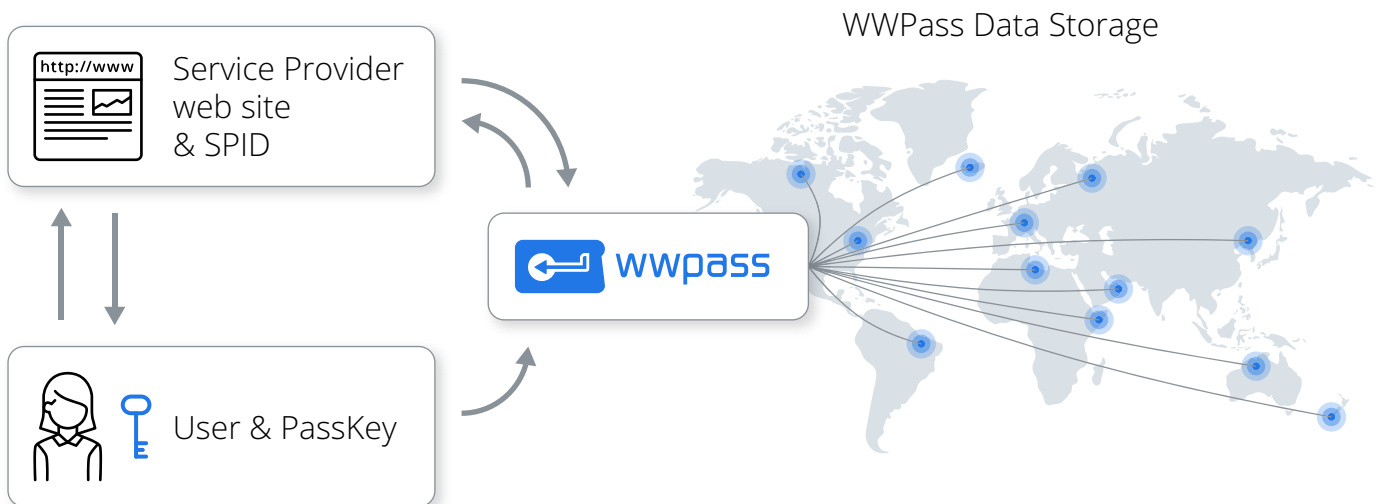 WWPass Data Storage
http://www
Service Provider
web site
& SPID
wwpass
User & PassKey